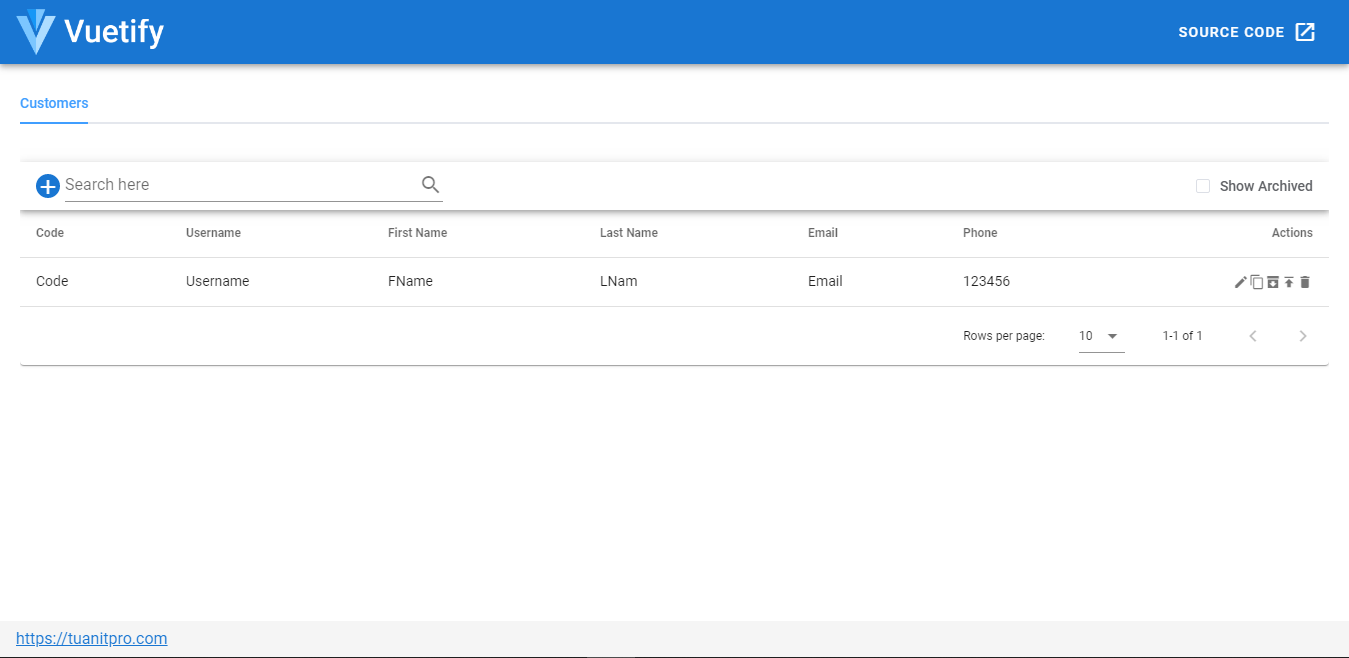 Vuetify SOURCE CODE
Customers
Search here Show Archived
Code Username First Name Last Name Email Phone Actions
Code Username FName LNam Email 123456
Rows per page: 10 1-1 of 1
https://tuanitpro.com